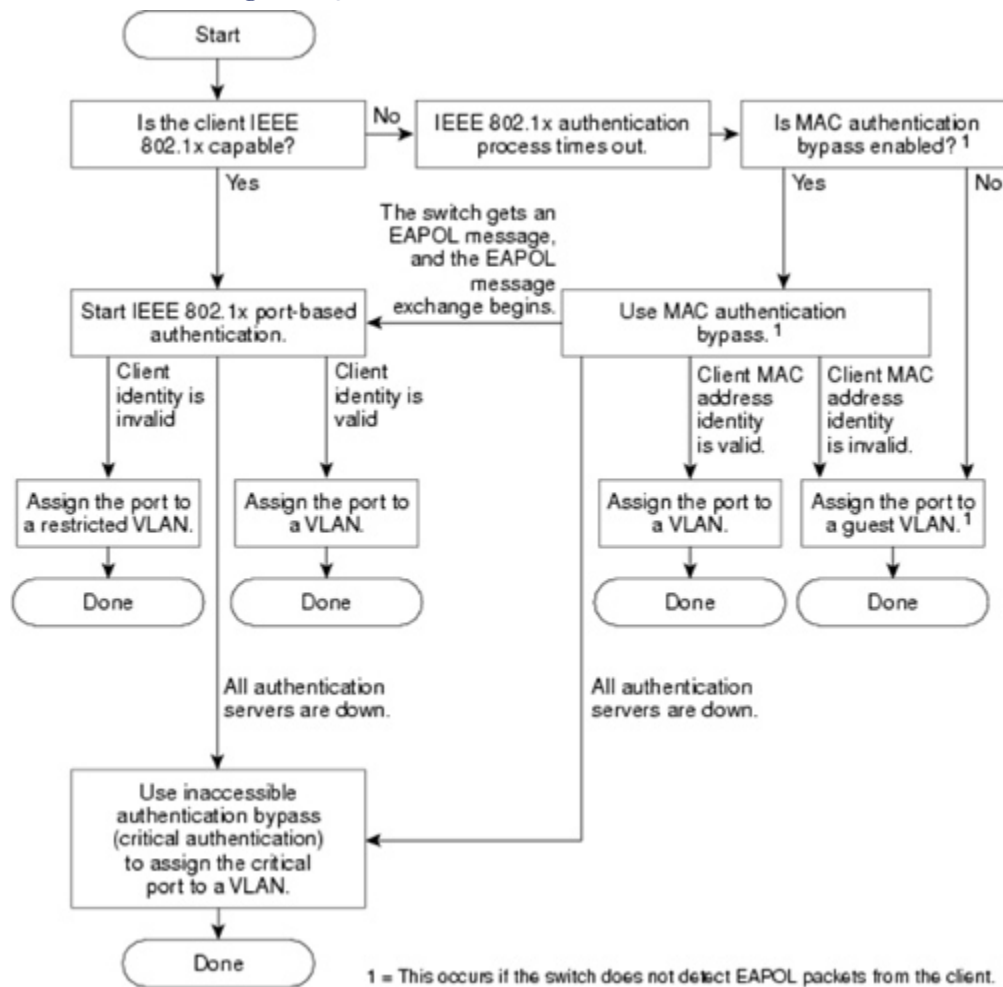 Start
Is the client IEEE
802.1x capable?
No
IEEE 802.1x authentication
process times out.
Is MAC authentication
bypass enabled? 1
Yes
Yes
No
The switch gets an
EAPOL message,
and the EAPOL
message
exchange begins.
Start IEEE 802.1x port-based
authentication.
Use MAC authentication
bypass. 1
Client
identity is
invalid
Client
identity is
valid
Client MAC
address
identity
is valid.
Client MAC
address
identity
is invalid.
Assign the port to
a restricted VLAN.
Assign the port to
a VLAN.
Assign the port to
a VLAN.
Assign the port to
a guest VLAN. 1
Done
Done
Done
Done
All authentication
servers are down.
All authentication
servers are down.
Use inaccessible
authentication bypass
(critical authentication)
to assign the critical
port to a VLAN.
Done
1 = This occurs if the switch does not detect EAPOL packets from the client.